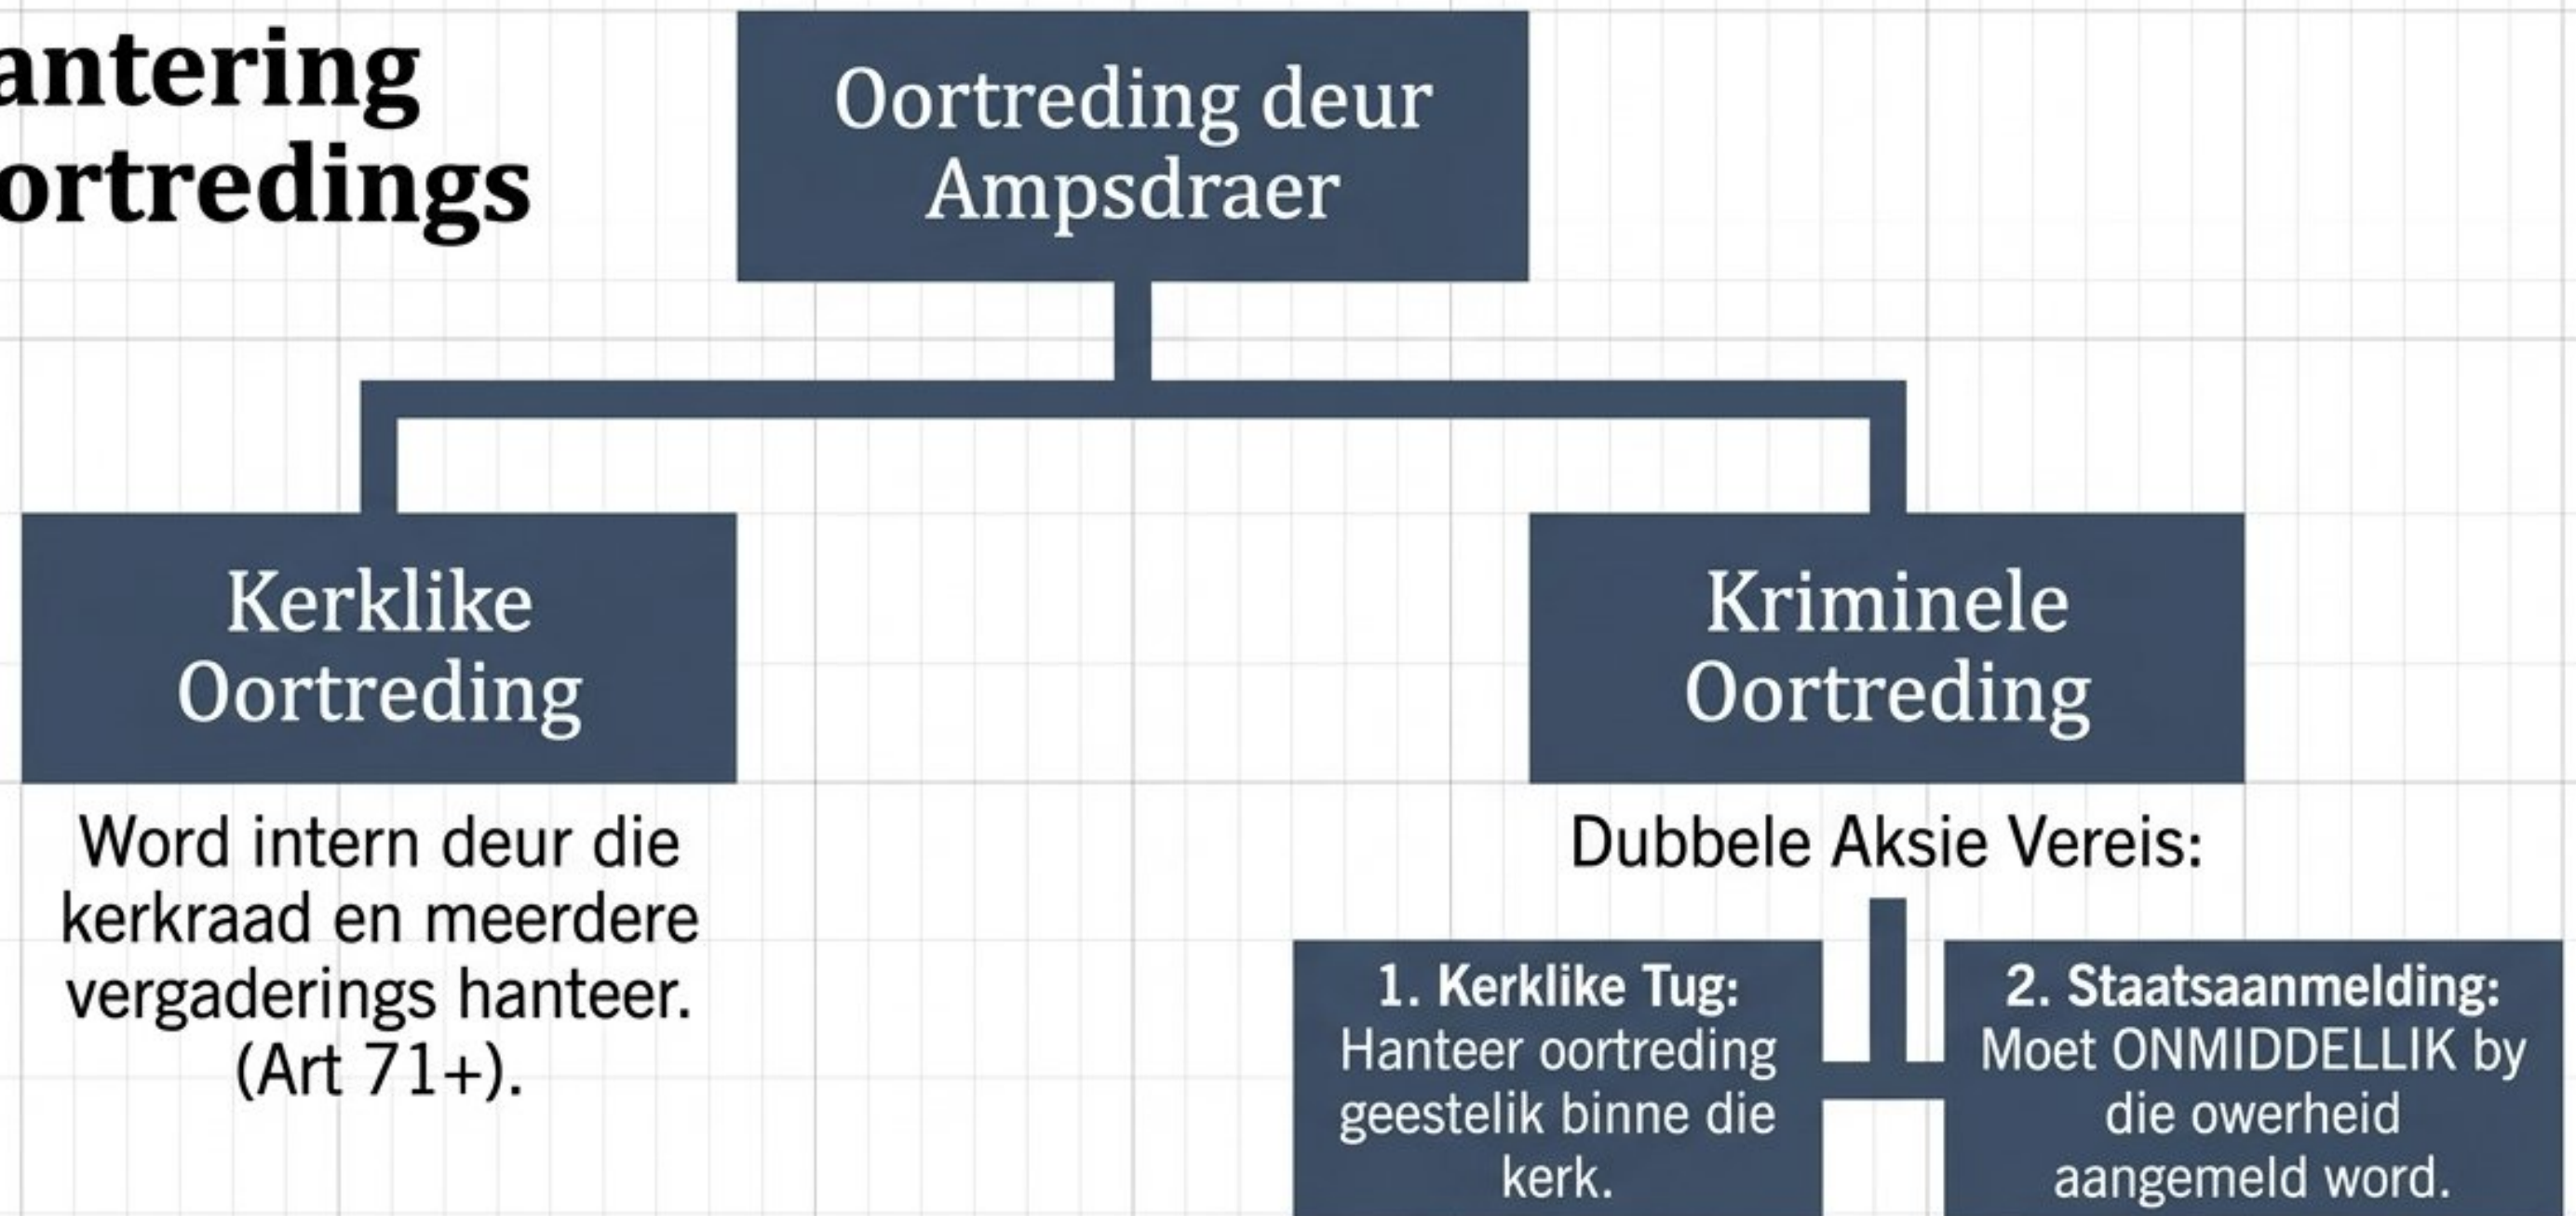 antering
ortredings
Oortreding deur
Ampsdraer
Kerklike
Oortreding
Word intern deur die
kerkraad en meerdere
vergaderings hanteer.
(Art 71+).
Kriminele
Oortreding
Dubbele Aksie Vereis:
1. Kerklike Tug:
Hanteer oortreding
geestelik binne die
kerk.
2. Staatsaanmelding:
Moet ONMIDDELLIK by
die owerheid
aangemeld word.